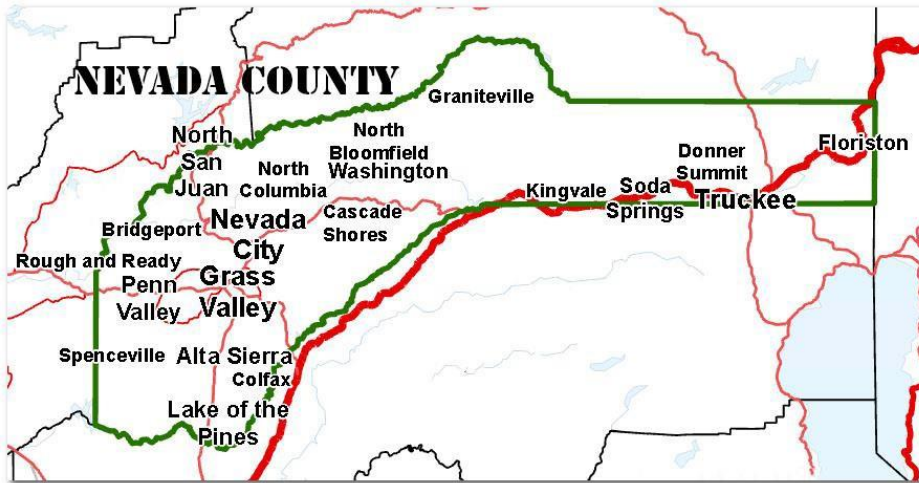 NEVADA COUNTY
Graniteville
North
San
Juan
North
Bloomfield
Washington
North
Columbia
Donner
Summit
Floriston
Kingvale
Soda
Springs
Truckee
Nevada
City
Cascade
Shores
Bridgeport
Rough and Ready
Grass
Valley
Penn
Valley
Spenceville
Alta Sierra
Colfax
Lake of the
Pines